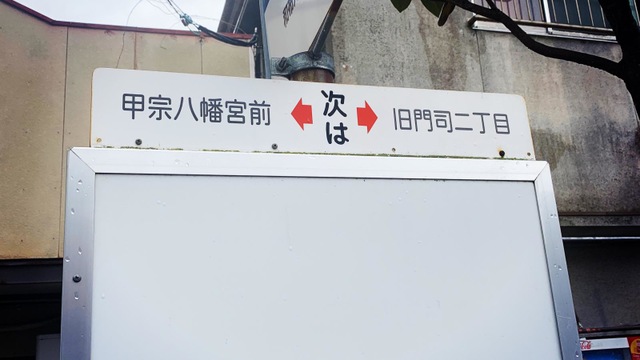 甲宗八幡宮前 ← 次は → 旧門司二丁目